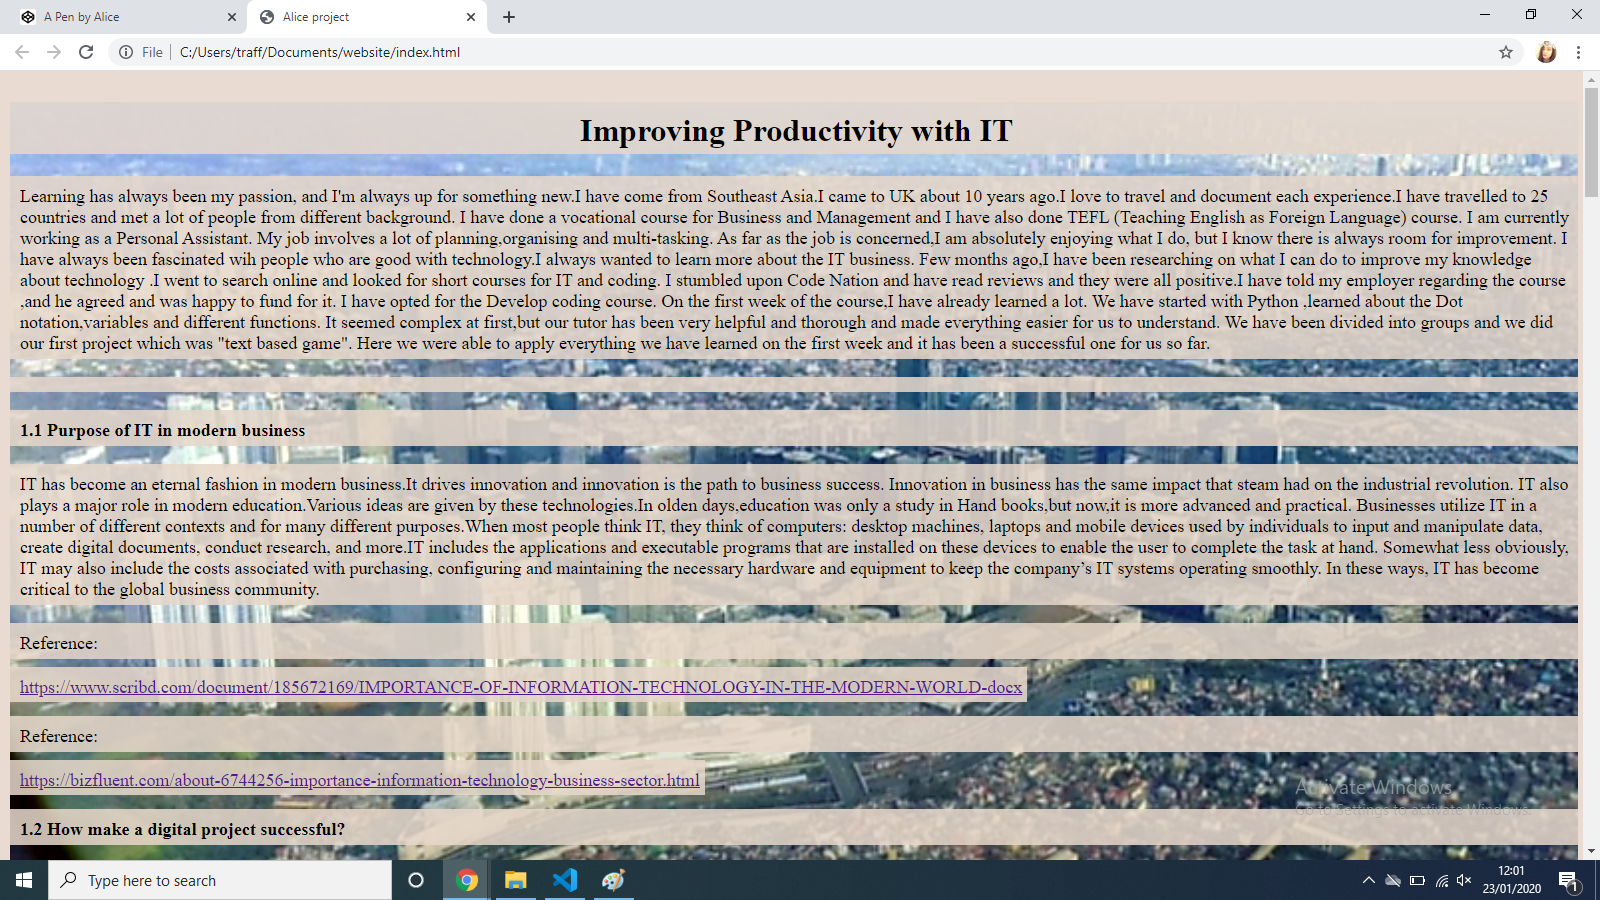 A Pen by Alice
Alice project
File
C:/Users/traff/Documents/website/index.html
Improving Productivity with IT
Learning has always been my passion, and I'm always up for something new.I have come from Southeast Asia.I came to UK about 10 years ago.I love to travel and document each experience.I have travelled to 25
countries and met a lot of people from different background. I have done a vocational course for Business and Management and I have also done TEFL (Teaching English as Foreign Language) course. I am currently
working as a Personal Assistant. My job involves a lot of planning,organising and multi-tasking. As far as the job is concerned,I am absolutely enjoying what I do, but I know there is always room for improvement. I
have always been fascinated wih people who are good with technology.I always wanted to learn more about the IT business. Few months ago,I have been researching on what I can do to improve my knowledge
about technology .I went to search online and looked for short courses for IT and coding. I stumbled upon Code Nation and have read reviews and they were all positive.I have told my employer regarding the course
,and he agreed and was happy to fund for it. I have opted for the Develop coding course. On the first week of the course,I have already learned a lot. We have started with Python ,learned about the Dot
notation,variables and different functions. It seemed complex at first,but our tutor has been very helpful and thorough and made everything easier for us to understand. We have been divided into groups and we did
our first project which was "text based game". Here we were able to apply everything we have learned on the first week and it has been a successful one for us so far.
1.1 Purpose of IT in modern business
IT has become an eternal fashion in modern business.It drives innovation and innovation is the path to business success. Innovation in business has the same impact that steam had on the industrial revolution. IT also
plays a major role in modern education.Various ideas are given by these technologies.In olden days,education was only a study in Hand books,but now,it is more advanced and practical. Businesses utilize IT in a
number of different contexts and for many different purposes.When most people think IT, they think of computers: desktop machines, laptops and mobile devices used by individuals to input and manipulate data,
create digital documents, conduct research, and more.IT includes the applications and executable programs that are installed on these devices to enable the user to complete the task at hand. Somewhat less obviously,
IT may also include the costs associated with purchasing, configuring and maintaining the necessary hardware and equipment to keep the company’s IT systems operating smoothly. In these ways, IT has become
critical to the global business community.
Reference:
https://www.scribd.com/document/185672169/IMPORTANCE-OF-INFORMATION-TECHNOLOGY-IN-THE-MODERN-WORLD-docx
Reference:
https://bizfluent.com/about-6744256-importance-information-technology-business-sector.html
Activate Windows
Go to Settings to activate Windows.
1.2 How make a digital project successful?
Type here to search
12:01
23/01/2020
1